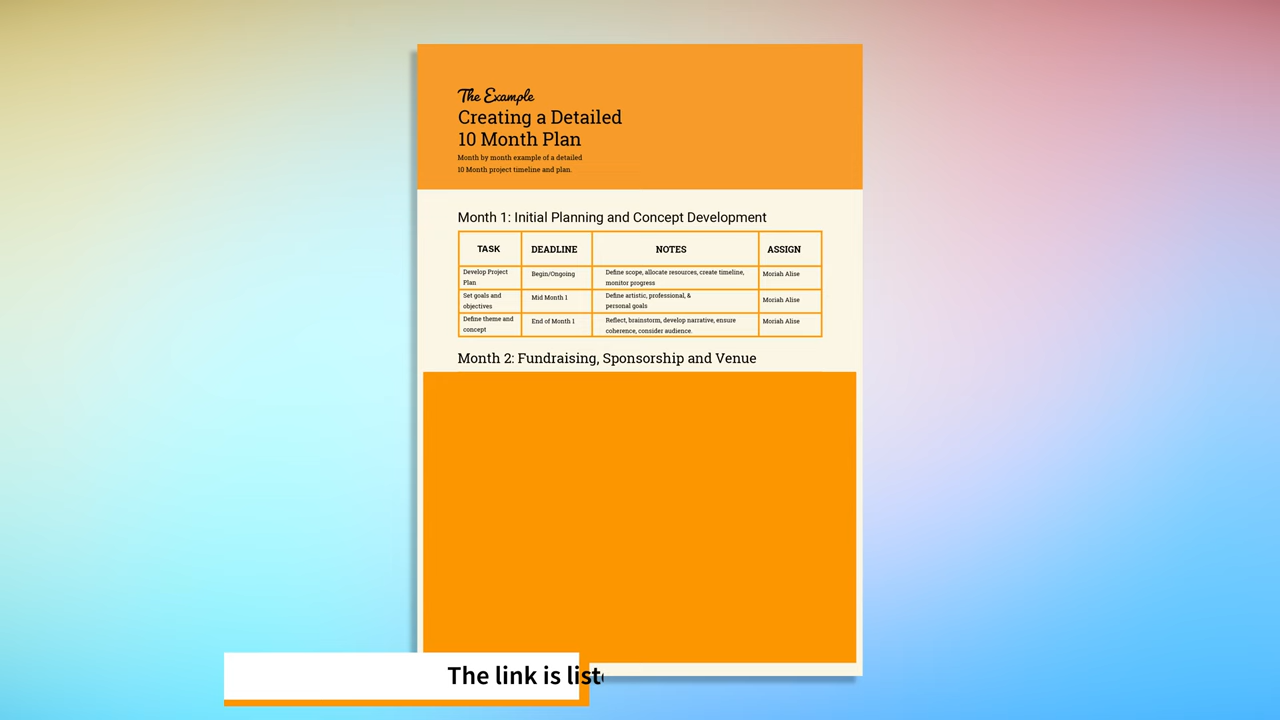 The Example
Creating a Detailed
10 Month Plan
Month by month example of a detailed
10 Month project timeline and plan.
Month 1: Initial Planning and Concept Development
TASK DEADLINE NOTES ASSIGN
Develop Project
Plan
Begin/Ongoing
Define scope, allocate resources, create timeline,
monitor progress
Moriah Alise
Set goals and
objectives
Mid Month 1
Define artistic, professional, &
personal goals
Moriah Alise
Define theme and
concept
End of Month 1
Reflect, brainstorm, develop narrative, ensure
coherence, consider audience.
Moriah Alise
Month 2: Fundraising, Sponsorship and Venue
The link is